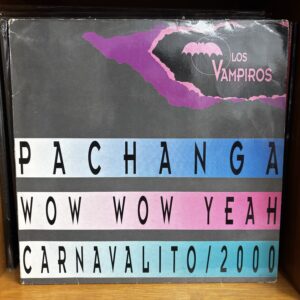 LOS
VAMPIROS
PACHANGA
WOW WOW YEAH
CARNAVALITO/2000